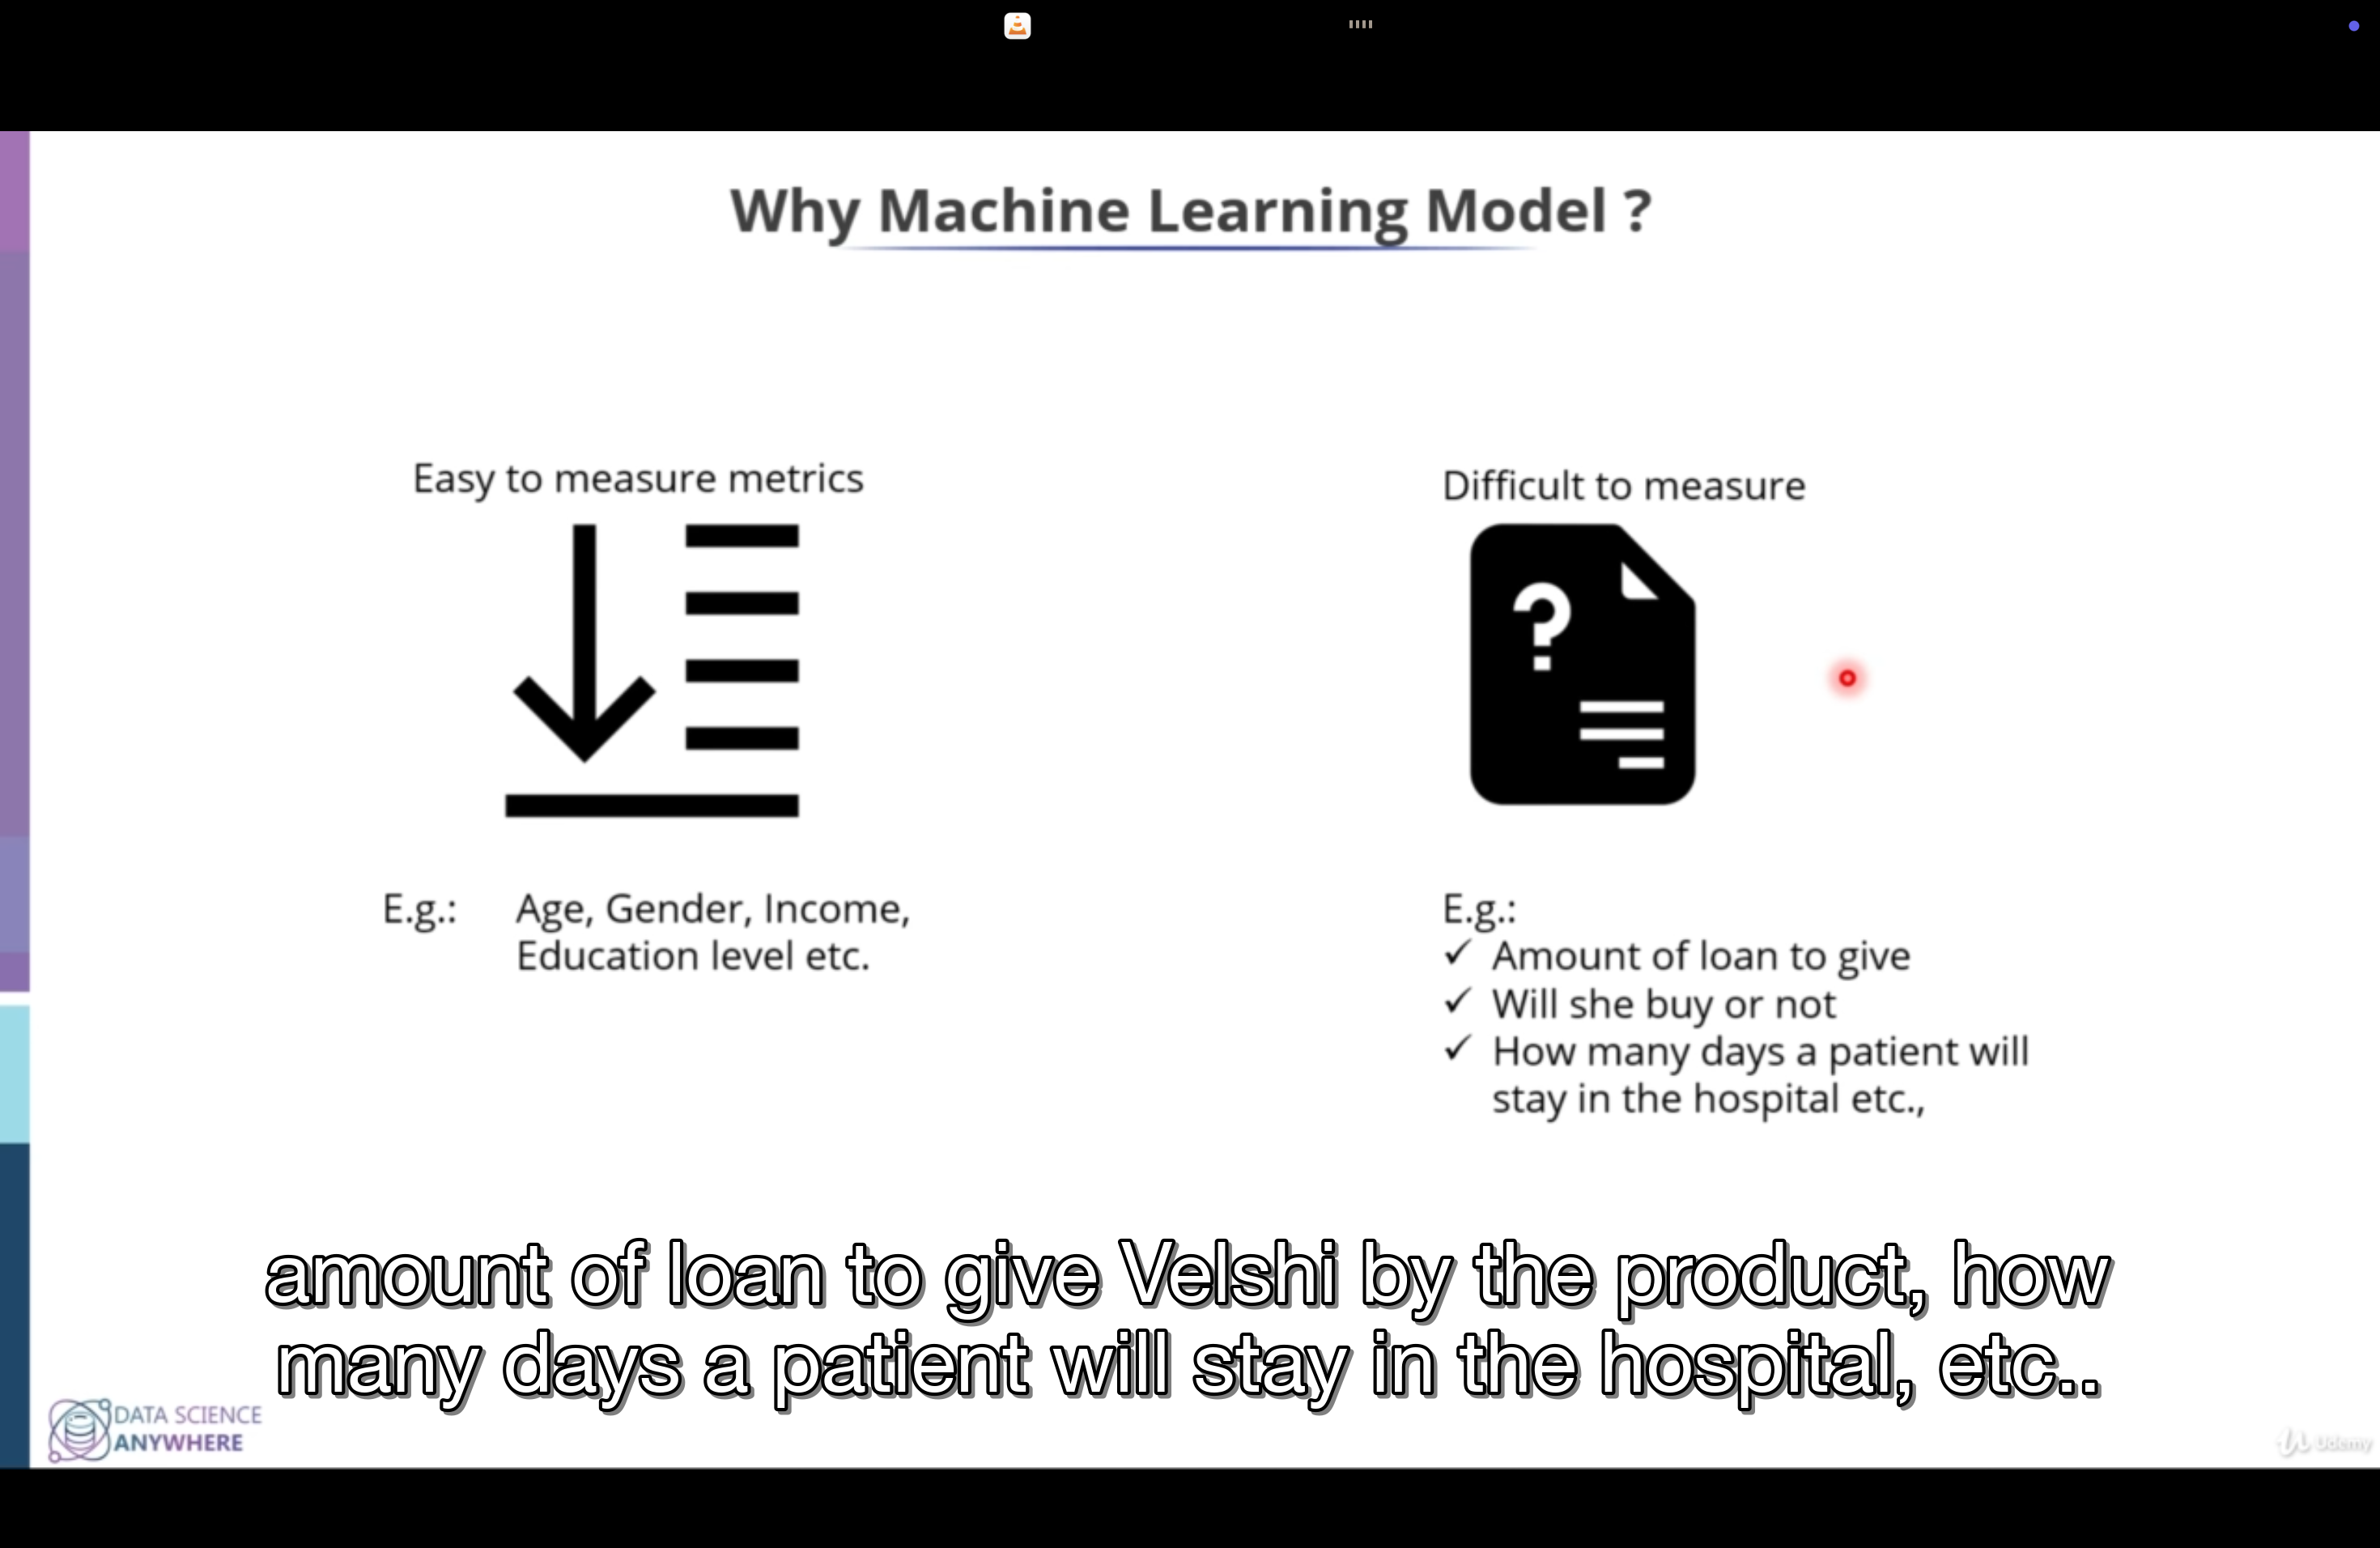 Why Machine Learning Model ?
Easy to measure metrics
E.g.: Age, Gender, Income,
Education level etc.
Difficult to measure
?
E.g.:
✓ Amount of loan to give
✓ Will she buy or not
✓ How many days a patient will
stay in the hospital etc.,
amount of loan to give Velshi by the product, how
many days a patient will stay in the hospital, etc..
DATA SCIENCE
ANYWHERE
Udemy